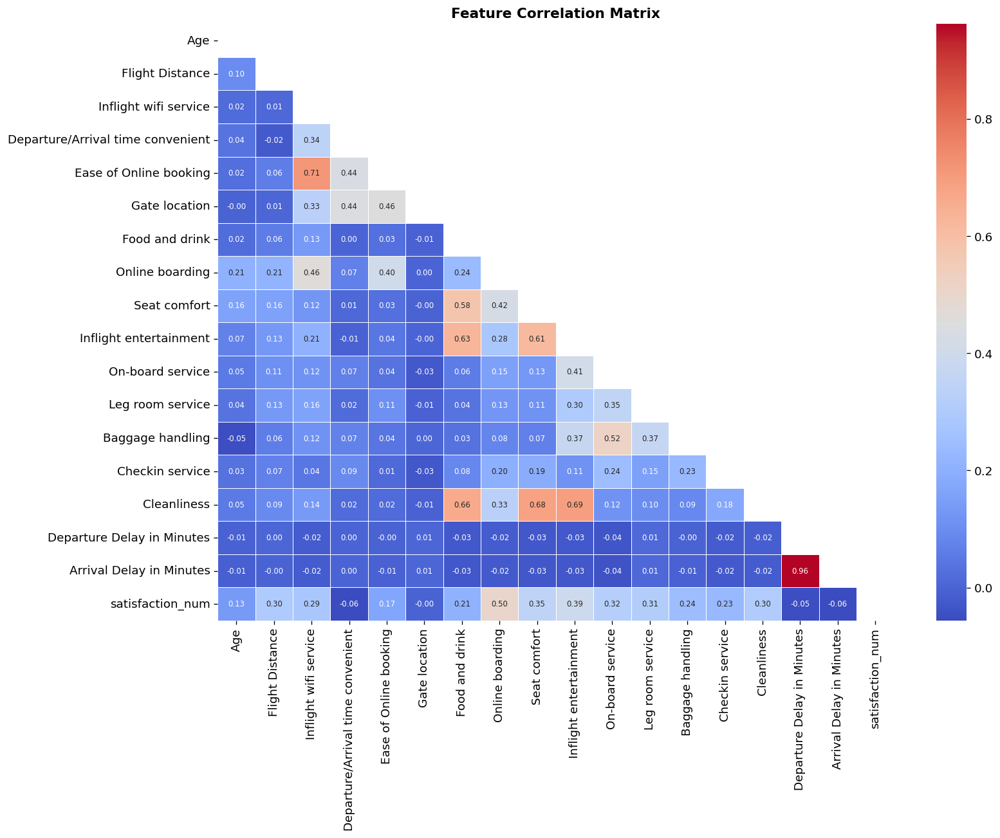 Feature Correlation Matrix
Age
Flight Distance 0.10
Inflight wifi service 0.02 0.01
Departure/Arrival time convenient 0.04 -0.02 0.34
Ease of Online booking 0.02 0.06 0.71 0.44
Gate location -0.00 0.01 0.33 0.44 0.46
Food and drink 0.02 0.06 0.13 0.00 0.03 -0.01
Online boarding 0.21 0.21 0.46 0.07 0.40 0.00 0.24
Seat comfort 0.16 0.16 0.12 0.01 0.03 -0.00 0.58 0.42
Inflight entertainment 0.07 0.13 0.21 -0.01 0.04 -0.00 0.63 0.28 0.61
On-board service 0.05 0.11 0.12 0.07 0.04 -0.03 0.06 0.15 0.13 0.41
Leg room service 0.04 0.13 0.16 0.02 0.11 -0.01 0.04 0.13 0.11 0.30 0.35
Baggage handling -0.05 0.06 0.12 0.07 0.04 0.00 0.03 0.08 0.07 0.37 0.52 0.37
Checkin service 0.03 0.07 0.04 0.09 0.01 -0.03 0.08 0.20 0.19 0.11 0.24 0.15 0.23
Cleanliness 0.05 0.09 0.14 0.02 0.02 -0.01 0.66 0.33 0.68 0.69 0.12 0.10 0.09 0.18
Departure Delay in Minutes -0.01 0.00 -0.02 0.00 -0.00 0.01 -0.03 -0.02 -0.03 -0.03 -0.04 0.01 -0.00 -0.02 -0.02
Arrival Delay in Minutes -0.01 -0.00 -0.02 0.00 -0.01 0.01 -0.03 -0.02 -0.03 -0.03 -0.04 0.01 -0.01 -0.02 -0.02 0.96
satisfaction_num 0.13 0.30 0.29 -0.06 0.17 -0.00 0.21 0.50 0.35 0.39 0.32 0.31 0.24 0.23 0.30 -0.05 -0.06
Age
Flight Distance
Inflight wifi service
Departure/Arrival time convenient
Ease of Online booking
Gate location
Food and drink
Online boarding
Seat comfort
Inflight entertainment
On-board service
Leg room service
Baggage handling
Checkin service
Cleanliness
Departure Delay in Minutes
Arrival Delay in Minutes
satisfaction_num
0.8
0.6
0.4
0.2
0.0